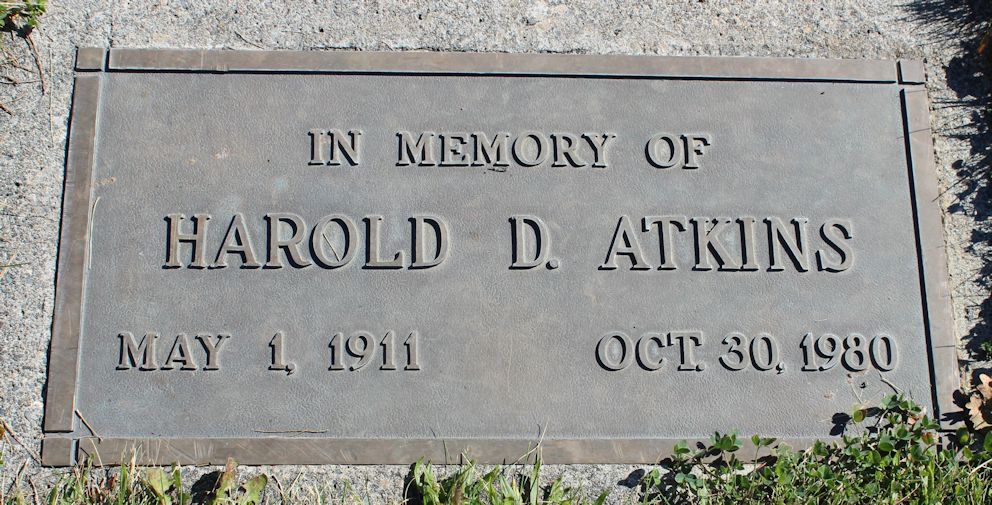 IN MEMORY OF
HAROLD D. ATKINS
MAY 1, 1911 OCT. 30, 1980